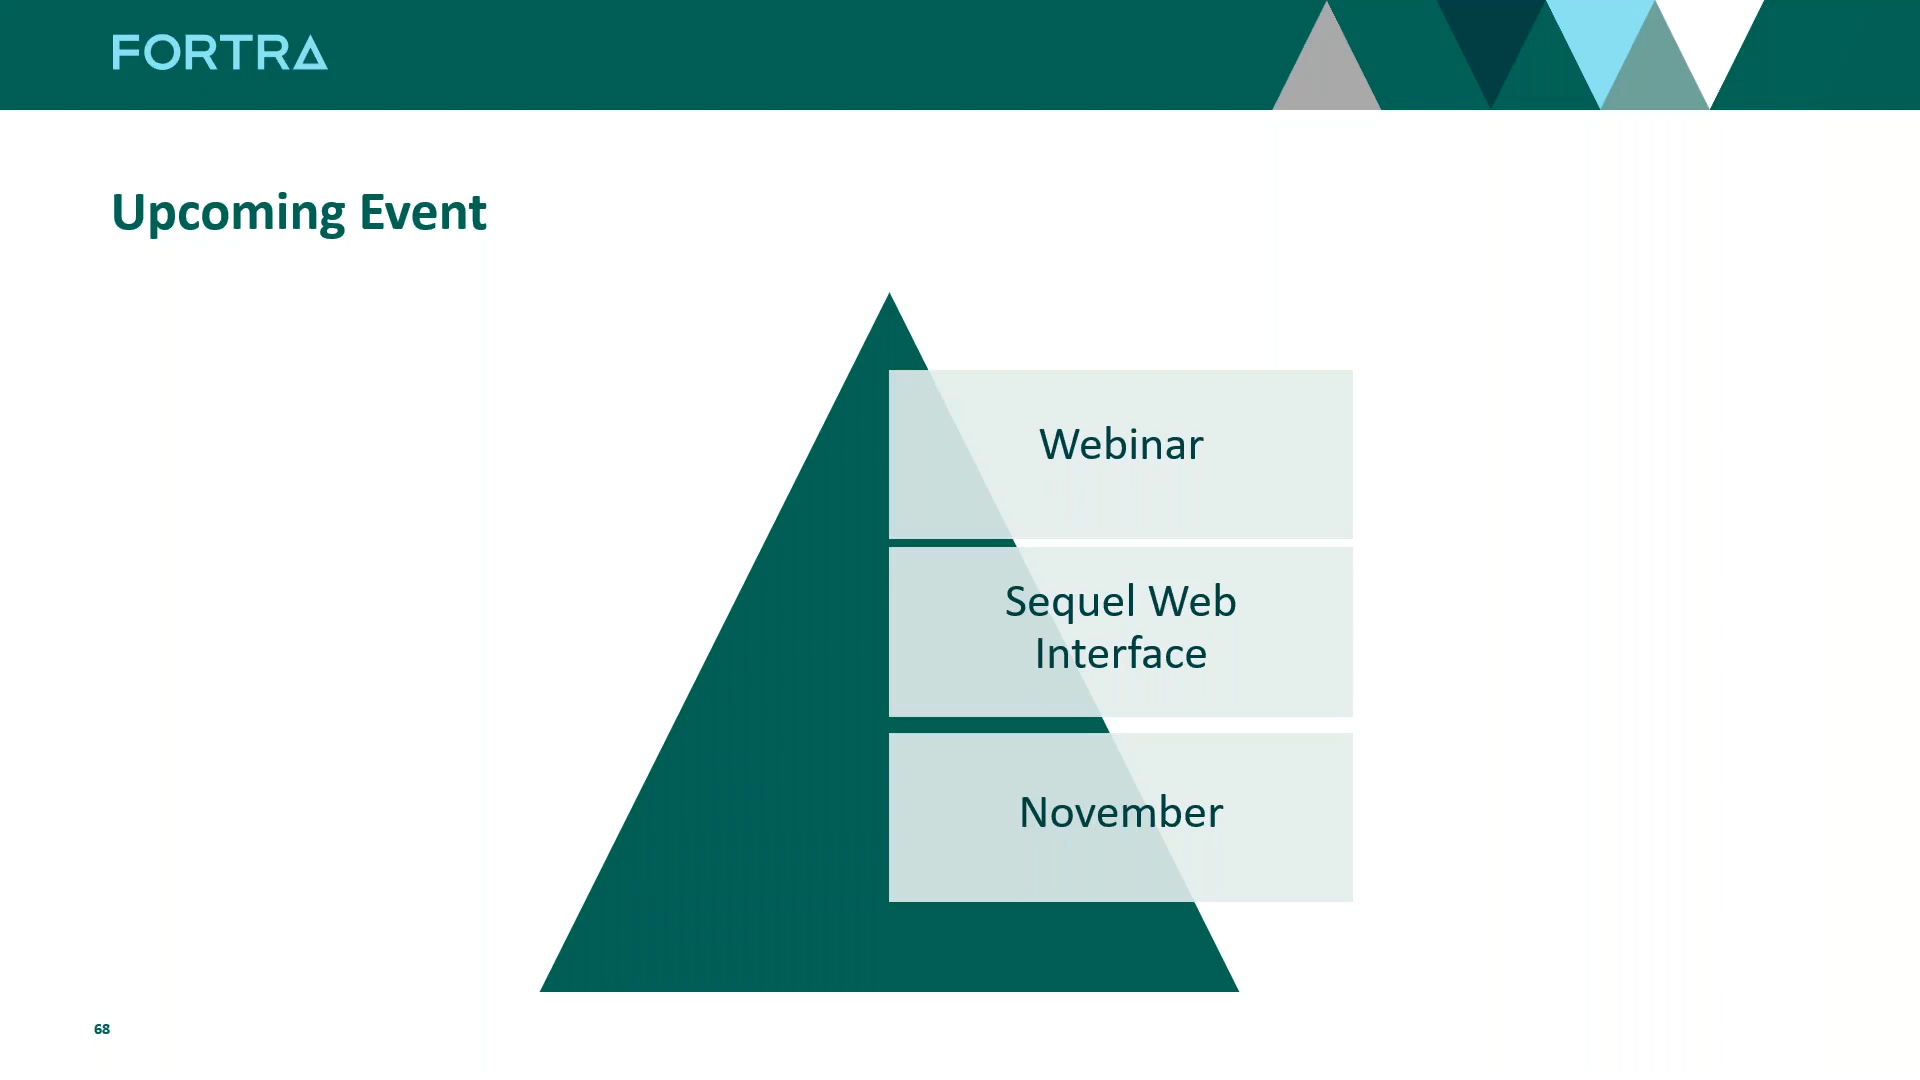 FORTRA
Upcoming Event
Webinar
Sequel Web
Interface
November
68